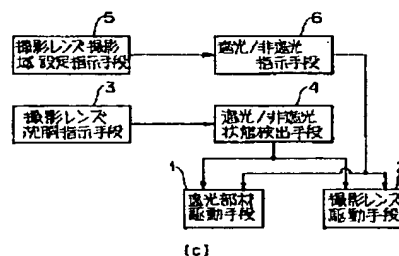 5
撮影レンズ撮影
域設定指示手段
6
遮光/非遮光
指示手段
3
撮影レンズ
沈胴指示手段
4
遮光/非遮光
状態検出手段
1
遮光部材
駆動手段
2
撮影レンズ
駆動手段
(c)